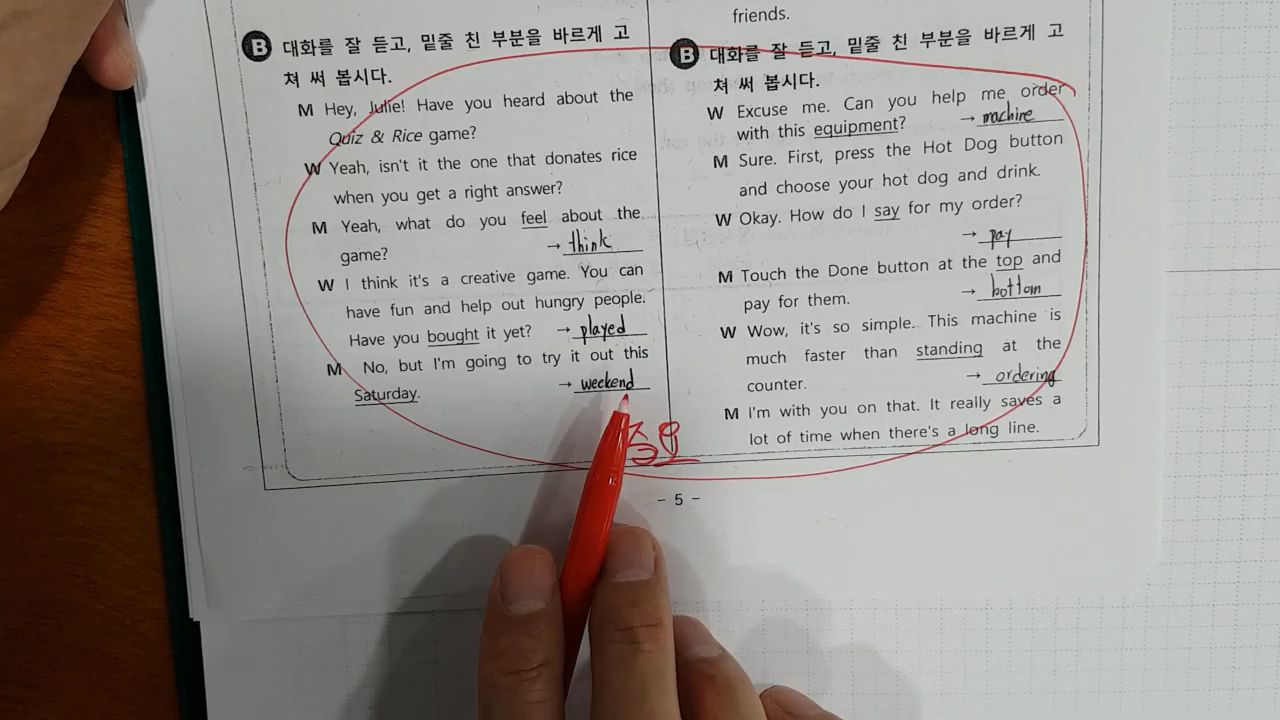 B 대화를 잘 듣고, 밑줄 친 부분을 바르게 고
쳐 써 봅시다.
M Hey, Julie! Have you heard about the
Quiz & Rice game?
W Yeah, isn't it the one that donates rice
when you get a right answer?
M Yeah, what do you feel about the
game? → think
W I think it's a creative game. You can
have fun and help out hungry people.
Have you bought it yet? → played
M No, but I'm going to try it out this
Saturday. → weekend
friends.
B 대화를 잘 듣고, 밑줄 친 부분을 바르게 고
쳐 써 봅시다.
W Excuse me. Can you help me order
with this equipment? → machine
M Sure. First, press the Hot Dog button
and choose your hot dog and drink.
W Okay. How do I say for my order?
→ pay
M Touch the Done button at the top and
pay for them. → bottom
W Wow, it's so simple. This machine is
much faster than standing at the
counter. → ordering
M I'm with you on that. It really saves a
lot of time when there's a long line.
중요
- 5 -